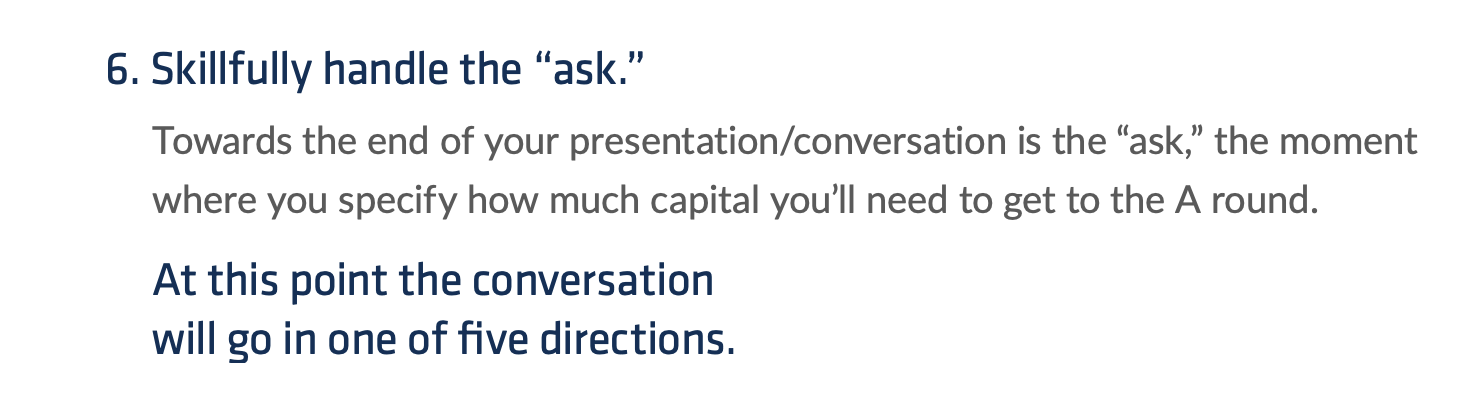 6. Skillfully handle the “ask.”
Towards the end of your presentation/conversation is the “ask,” the moment
where you specify how much capital you’ll need to get to the A round.
At this point the conversation
will go in one of five directions.